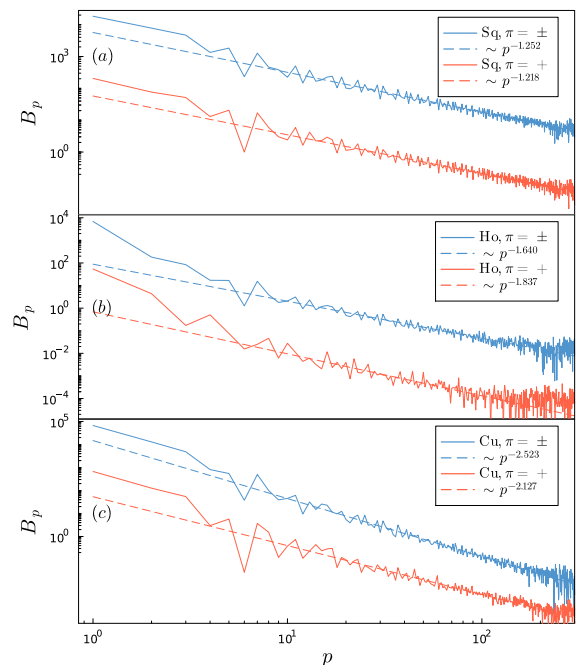 (a)
Sq, π = ±
∼ p^{-1.252}
Sq, π = +
∼ p^{-1.218}
10^3
10^0
B_p
(b)
Ho, π = ±
∼ p^{-1.640}
Ho, π = +
∼ p^{-1.837}
10^4
10^2
10^0
10^{-2}
10^{-4}
B_p
(c)
Cu, π = ±
∼ p^{-2.523}
Cu, π = +
∼ p^{-2.127}
10^5
10^0
B_p
10^0 10^1 10^2
p